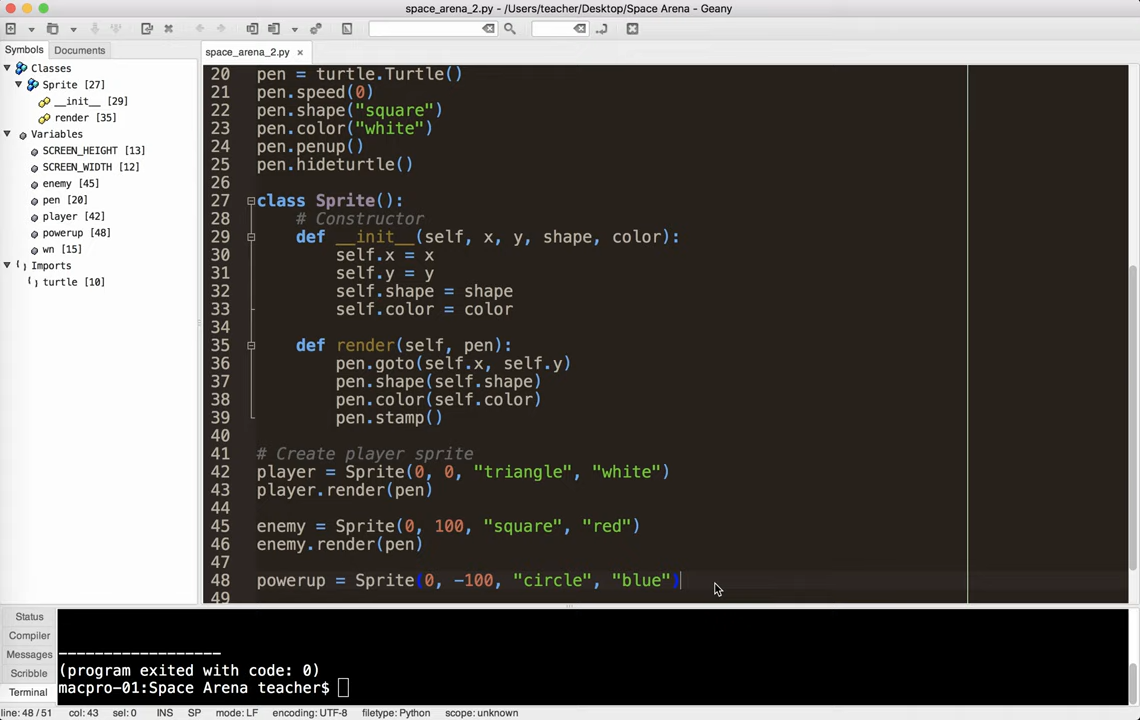 space_arena_2.py - /Users/teacher/Desktop/Space Arena - Geany
Symbols Documents
space_arena_2.py ×
Classes
Sprite [27]
__init__ [29]
render [35]
Variables
SCREEN_HEIGHT [13]
SCREEN_WIDTH [12]
enemy [45]
pen [20]
player [42]
powerup [48]
wn [15]
Imports
turtle [10]
20 pen = turtle.Turtle()
21 pen.speed(0)
22 pen.shape("square")
23 pen.color("white")
24 pen.penup()
25 pen.hideturtle()
26
27 class Sprite():
28     # Constructor
29     def __init__(self, x, y, shape, color):
30         self.x = x
31         self.y = y
32         self.shape = shape
33         self.color = color
34
35     def render(self, pen):
36         pen.goto(self.x, self.y)
37         pen.shape(self.shape)
38         pen.color(self.color)
39         pen.stamp()
40
41 # Create player sprite
42 player = Sprite(0, 0, "triangle", "white")
43 player.render(pen)
44
45 enemy = Sprite(0, 100, "square", "red")
46 enemy.render(pen)
47
48 powerup = Sprite(0, -100, "circle", "blue")
49
Status
Compiler
Messages
Scribble
Terminal
------------------
(program exited with code: 0)
macpro-01:Space Arena teacher$
line: 48 / 51 col: 43 sel: 0 INS SP mode: LF encoding: UTF-8 filetype: Python scope: unknown